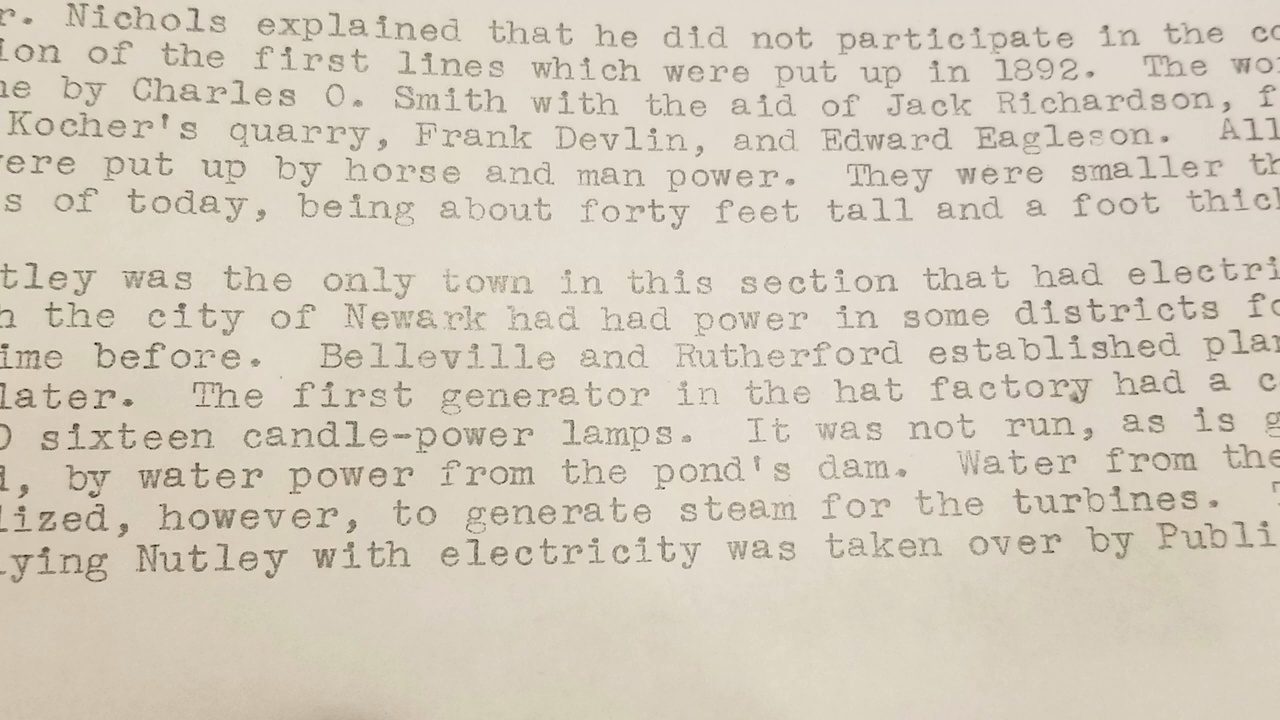 r. Nichols explained that he did not participate in the co
ion of the first lines which were put up in 1892. The wo
ne by Charles O. Smith with the aid of Jack Richardson, f
Kocher's quarry, Frank Devlin, and Edward Eagleson. All
ere put up by horse and man power. They were smaller th
s of today, being about forty feet tall and a foot thick
tley was the only town in this section that had electri
h the city of Newark had had power in some districts fo
ime before. Belleville and Rutherford established plan
later. The first generator in the hat factory had a c
sixteen candle-power lamps. It was not run, as is g
d, by water power from the pond's dam. Water from the
lized, however, to generate steam for the turbines. T
lying Nutley with electricity was taken over by Publi